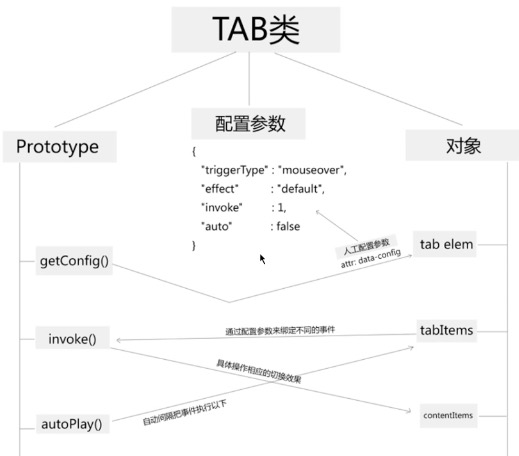 TAB类
Prototype
配置参数
对象
{
"triggerType" : "mouseover",
"effect" : "default",
"invoke" : 1,
"auto" : false
}
人工配置参数
attr: data-config
tab elem
getConfig()
通过配置参数来绑定不同的事件
tabItems
invoke()
具体操作相应的切换效果
contentItems
自动间隔把事件执行以下
autoPlay()